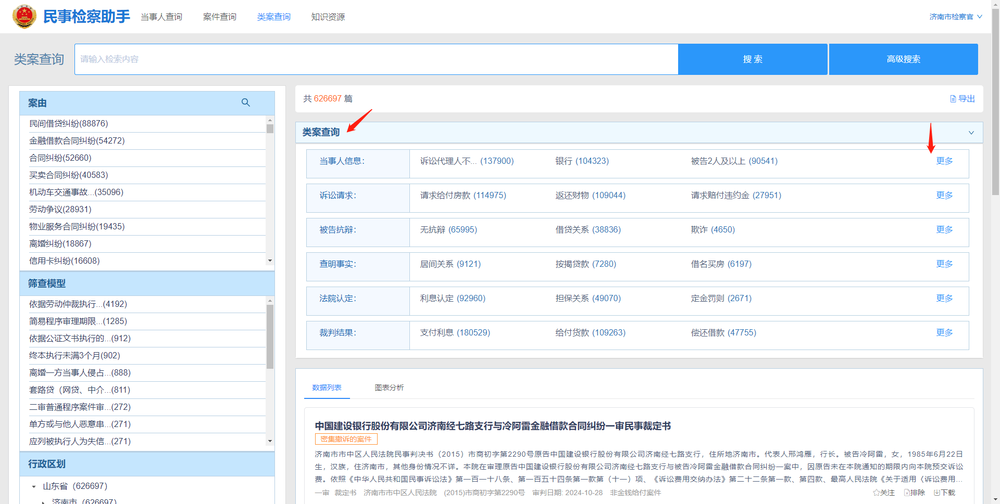 民事检察助手 当事人查询 案件查询 类案查询 知识资源 济南市检察官
类案查询 请输入检索内容 搜 索 高级搜索
案由
民间借贷纠纷(88876)
金融借款合同纠纷(54272)
合同纠纷(52660)
买卖合同纠纷(40583)
机动车交通事故...(35096)
劳动争议(28931)
物业服务合同纠纷(19435)
离婚纠纷(18867)
信用卡纠纷(16608)
筛查模型
依据劳动仲裁执行...(4192)
简易程序审理期限...(1285)
依据公证文书执行的...(912)
终本执行未满3个月(902)
离婚一方当事人侵占...(888)
套路贷（网贷、中介...(811)
二审普通程序案件审...(272)
单方或与他人恶意串...(271)
应列被执行人为失信...(271)
行政区划
山东省（626697）
济南市（626697）
共 626697 篇 导出
类案查询
当事人信息： 诉讼代理人不... (137900) 银行 (104323) 被告2人及以上 (90541) 更多
诉讼请求： 请求给付房款 (114975) 返还财物 (109044) 请求赔付违约金 (27951) 更多
被告抗辩： 无抗辩 (65995) 借贷关系 (38836) 欺诈 (4650) 更多
查明事实： 居间关系 (9121) 按揭贷款 (7280) 借名买房 (6197) 更多
法院认定： 利息认定 (92960) 担保关系 (49070) 定金罚则 (2671) 更多
裁判结果： 支付利息 (180529) 给付货款 (109263) 偿还借款 (47755) 更多
数据列表 图表分析
中国建设银行股份有限公司济南经七路支行与冷阿雷金融借款合同纠纷一审民事裁定书
密集撤诉的案件
济南市市中区人民法院民事判决书（2015）市商初字第2290号原告中国建设银行股份有限公司济南经七路支行，住所地济南市。代表人邢鸿雁，行长。被告冷阿雷，女，1985年6月22日
生，汉族，住济南市，其他身份情况不详。本院在审理原告中国建设银行股份有限公司济南经七路支行与被告冷阿雷金融借款合同纠纷一案中，因原告未在本院通知的期限内向本院预交诉讼
费。依照《中华人民共和国民事诉讼法》第一百一十八条、第一百五十四条第一款第（十一）项、《诉讼费用交纳办法》第二十二条第一款、第四款、最高人民法院《关于适用〈诉讼费用...
一审 裁定书 济南市市中区人民法院 (2015)市商初字第2290号 审判日期: 2024-10-28 非金钱给付案件 关注 排除 下载